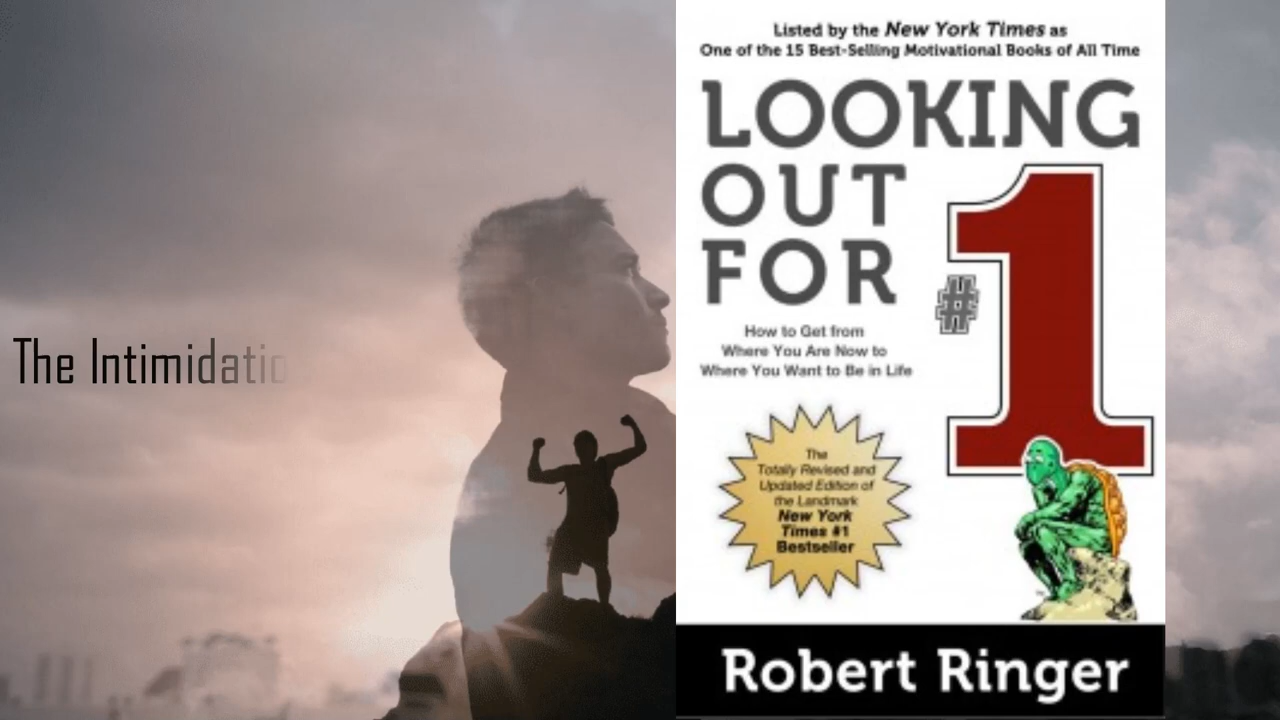 The Intimidatio
Listed by the New York Times as
One of the 15 Best-Selling Motivational Books of All Time
LOOKING
OUT
FOR
#1
How to Get from
Where You Are Now to
Where You Want to Be in Life
The
Totally Revised and
Updated Edition of
the Landmark
New York
Times #1
Bestseller
Robert Ringer